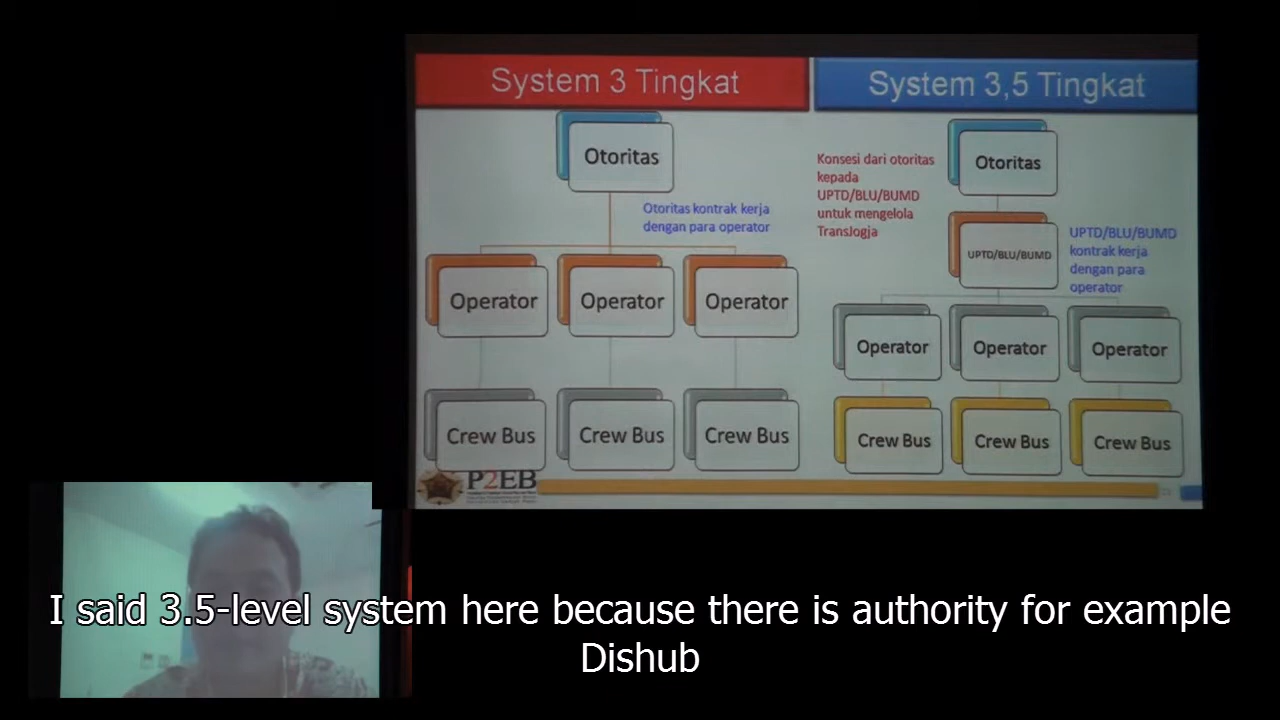 System 3 Tingkat
Otoritas
Otoritas kontrak kerja
dengan para operator
Operator Operator Operator
Crew Bus Crew Bus Crew Bus
P2EB
System 3,5 Tingkat
Otoritas
Konsesi dari otoritas
kepada
UPTD/BLU/BUMD
untuk mengelola
TransJogja
UPTD/BLU/BUMD
UPTD/BLU/BUMD
kontrak kerja
dengan para
operator
Operator Operator Operator
Crew Bus Crew Bus Crew Bus
I said 3.5-level system here because there is authority for example
Dishub